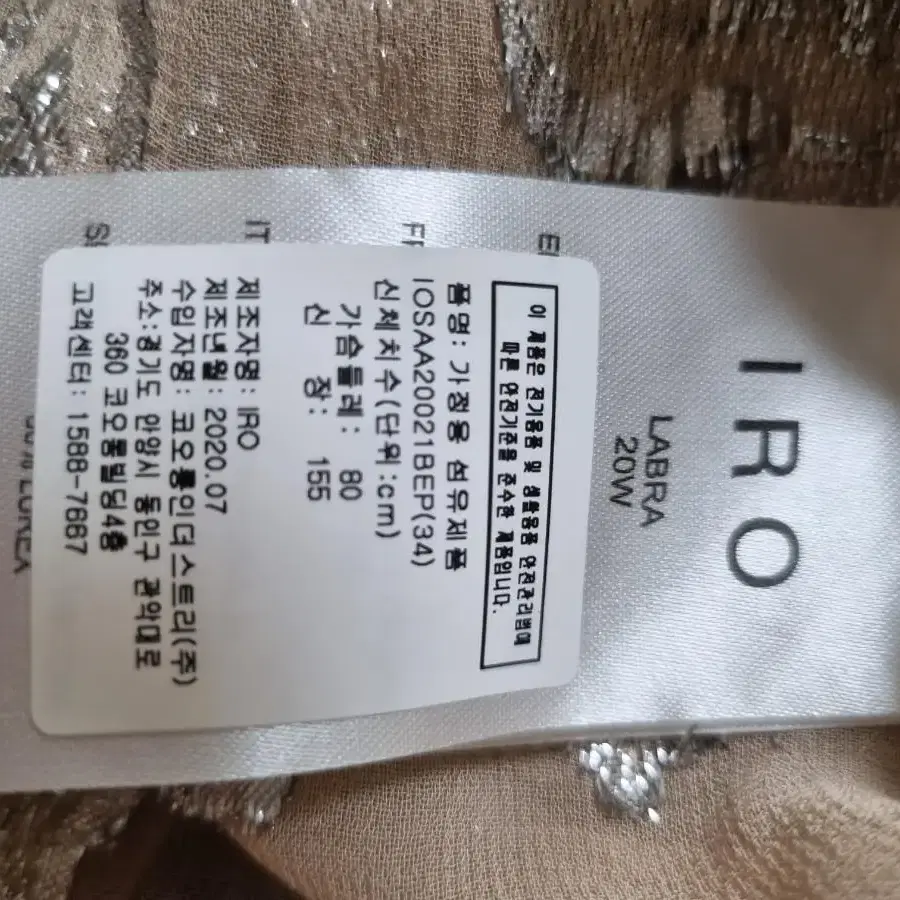 IRO
LABRA
20W
이 제품은 전기용품 및 생활용품 안전관리법에
따른 안전기준을 준수한 제품입니다.
품명: 가정용 섬유제품
IOSAA20021BEP(34)
신체치수(단위:cm)
가슴둘레: 80
신 장: 155
제조자명: IRO
제조년월: 2020.07
수입자명: 코오롱인더스트리(주)
주소:경기도 안양시 동안구 관악대로
360 코오롱빌딩4층
고객센터: 1588-7667